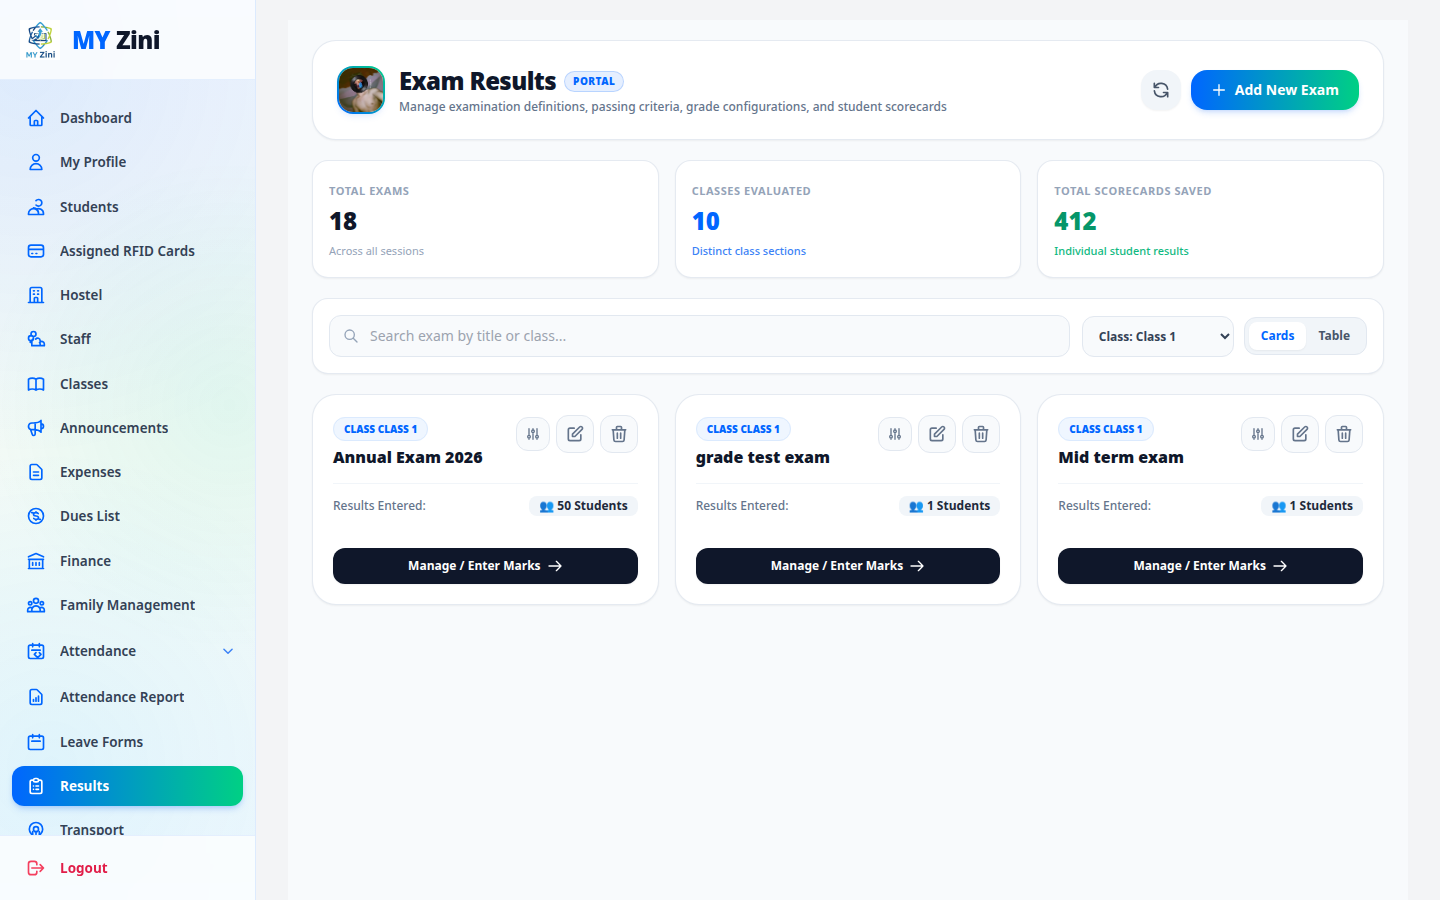 MY Zini
MY Zini
Dashboard
My Profile
Students
Assigned RFID Cards
Hostel
Staff
Classes
Announcements
Expenses
Dues List
Finance
Family Management
Attendance
Attendance Report
Leave Forms
Results
Transport
Logout
Exam Results PORTAL
Manage examination definitions, passing criteria, grade configurations, and student scorecards
Add New Exam
TOTAL EXAMS
18
Across all sessions
CLASSES EVALUATED
10
Distinct class sections
TOTAL SCORECARDS SAVED
412
Individual student results
Search exam by title or class...
Class: Class 1
Cards Table
CLASS CLASS 1
Annual Exam 2026
Results Entered: 👥 50 Students
Manage / Enter Marks →
CLASS CLASS 1
grade test exam
Results Entered: 👥 1 Students
Manage / Enter Marks →
CLASS CLASS 1
Mid term exam
Results Entered: 👥 1 Students
Manage / Enter Marks →